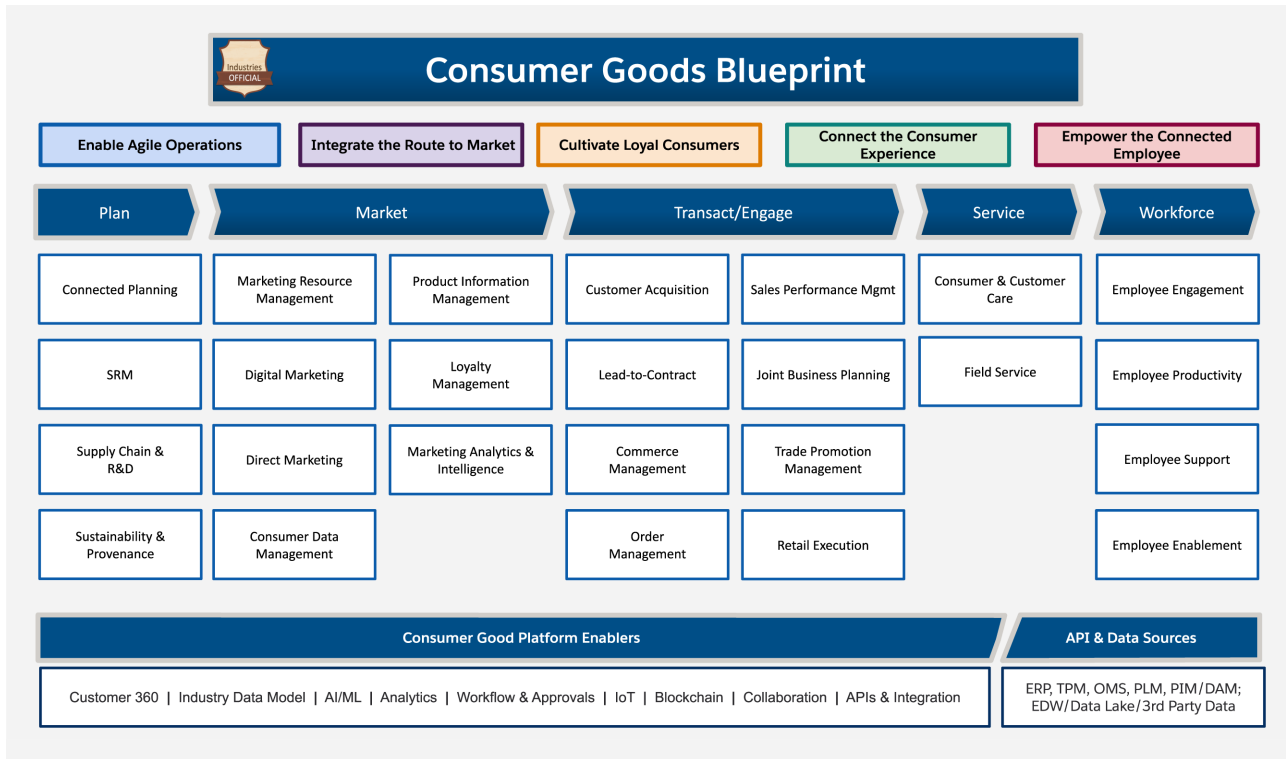 Industries
OFFICIAL
Consumer Goods Blueprint
Enable Agile Operations
Integrate the Route to Market
Cultivate Loyal Consumers
Connect the Consumer
Experience
Empower the Connected
Employee
Plan
Market
Transact/Engage
Service
Workforce
Connected Planning
SRM
Supply Chain &
R&D
Sustainability &
Provenance
Marketing Resource
Management
Digital Marketing
Direct Marketing
Consumer Data
Management
Product Information
Management
Loyalty
Management
Marketing Analytics &
Intelligence
Customer Acquisition
Lead-to-Contract
Commerce
Management
Order
Management
Sales Performance Mgmt
Joint Business Planning
Trade Promotion
Management
Retail Execution
Consumer & Customer
Care
Field Service
Employee Engagement
Employee Productivity
Employee Support
Employee Enablement
Consumer Good Platform Enablers
Customer 360 | Industry Data Model | AI/ML | Analytics | Workflow & Approvals | IoT | Blockchain | Collaboration | APIs & Integration
API & Data Sources
ERP, TPM, OMS, PLM, PIM/DAM;
EDW/Data Lake/3rd Party Data